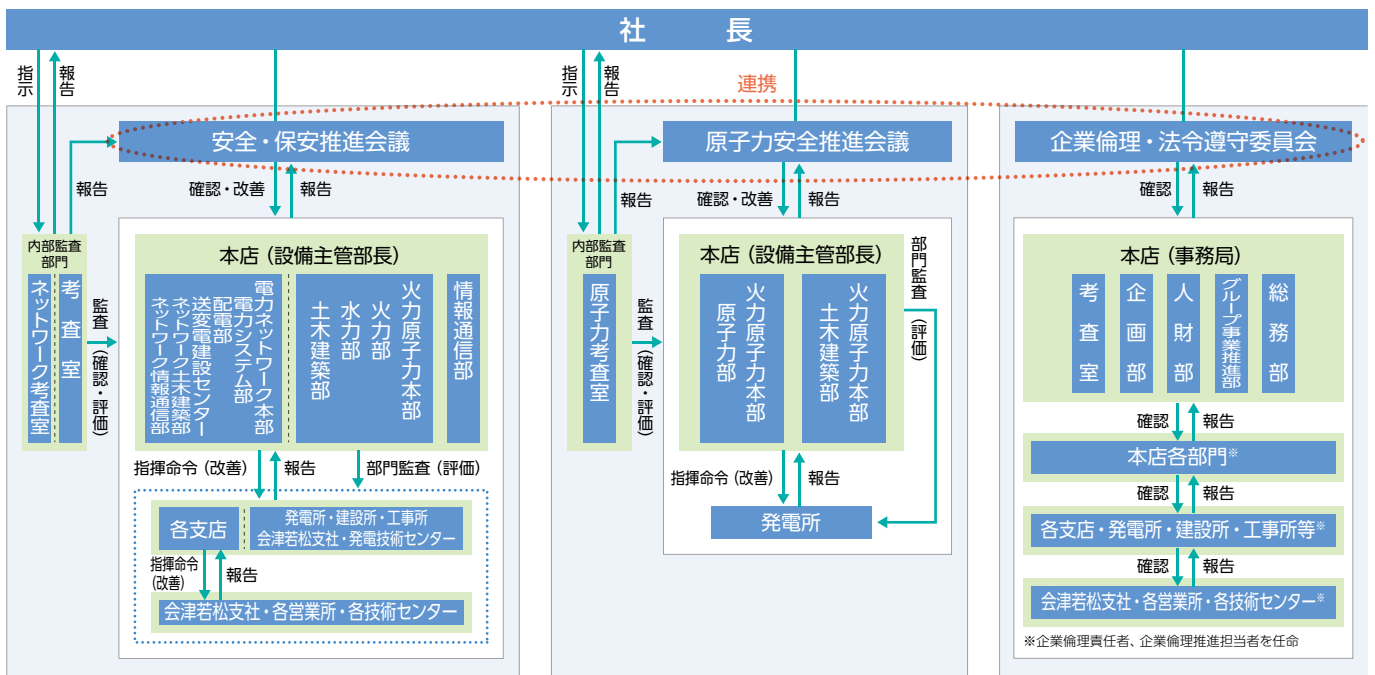 社長
連携
指示
報告
安全・保安推進会議
報告
確認・改善
報告
内部監査
部門
ネットワーク考査室
考査室
監査(確認・評価)
本店(設備主管部長)
電力ネットワーク本部
電力システム部
配電部
送変電建設センター
ネットワーク土木建築部
ネットワーク情報通信部
火力原子力本部
火力部
水力部
土木建築部
情報通信部
指揮命令(改善)
報告
部門監査(評価)
各支店
発電所・建設所・工事所
会津若松支社・発電技術センター
指揮命令
(改善)
報告
会津若松支社・各営業所・各技術センター
指示
報告
原子力安全推進会議
報告
確認・改善
報告
内部監査
部門
原子力考査室
監査(確認・評価)
本店(設備主管部長)
火力原子力本部
原子力部
火力原子力本部
土木建築部
部門監査(評価)
指揮命令(改善)
報告
発電所
企業倫理・法令遵守委員会
確認
報告
本店(事務局)
考査室
企画部
人財部
グループ事業推進部
総務部
確認
報告
本店各部門※
確認
報告
各支店・発電所・建設所・工事所等※
確認
報告
会津若松支社・各営業所・各技術センター※
※企業倫理責任者、企業倫理推進担当者を任命